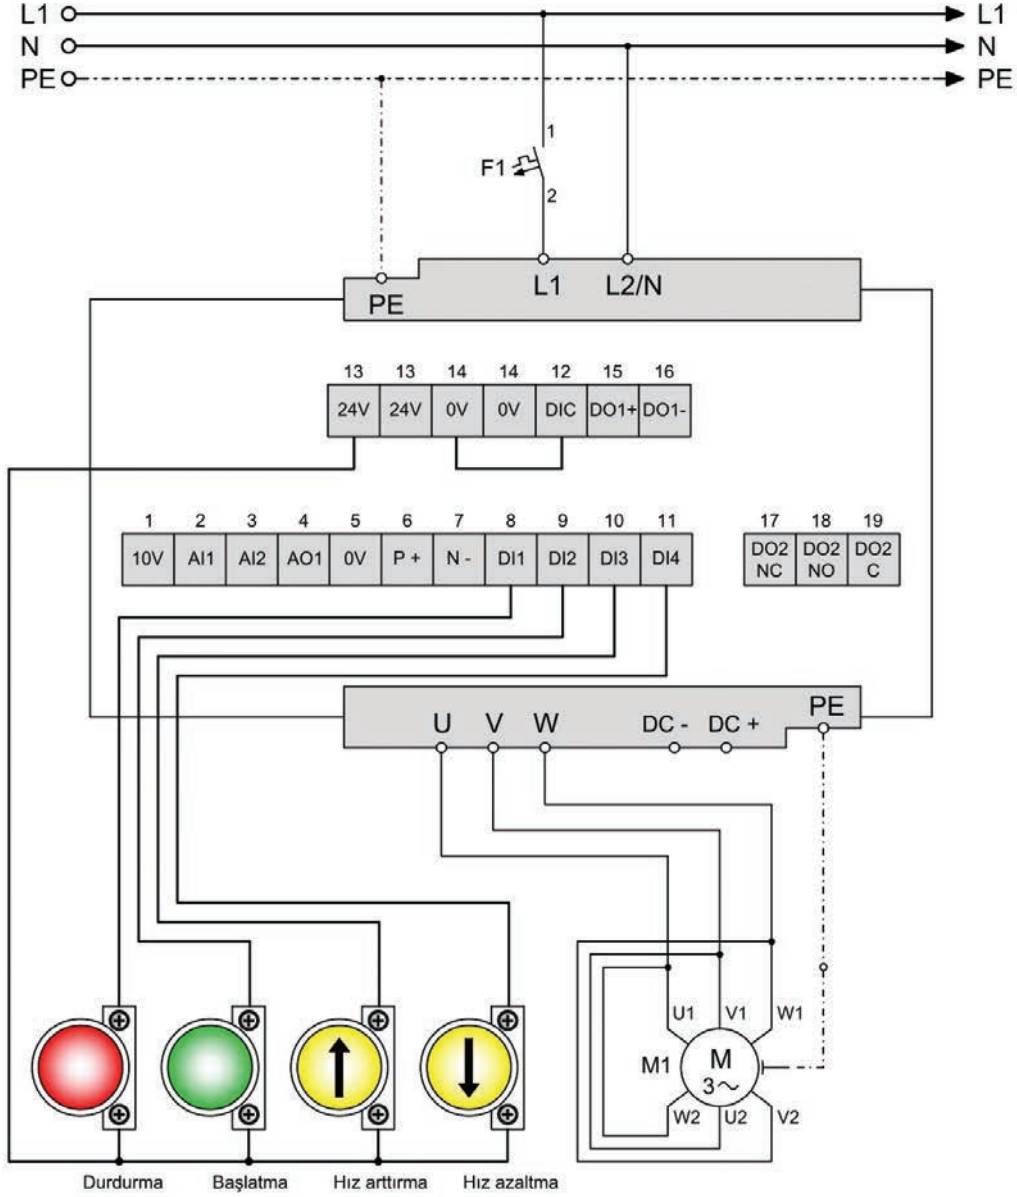 L1 L1
N N
PE PE
1
F1
2
L1 L2/N
PE
13 13 14 14 12 15 16
24V 24V 0V 0V DIC DO1+ DO1-
1 2 3 4 5 6 7 8 9 10 11 17 18 19
10V AI1 AI2 AO1 0V P + N - DI1 DI2 DI3 DI4 DO2 NC DO2 NO DO2 C
PE
U V W DC - DC +
U1 V1 W1
M1 M
3~
W2 U2 V2
Durdurma Başlatma Hız arttırma Hız azaltma